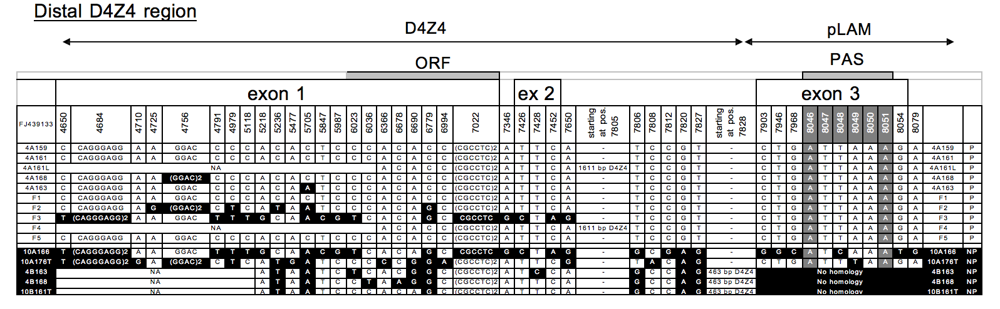 Distal D4Z4 region
D4Z4 pLAM
ORF PAS
exon 1 ex 2 exon 3
FJ439133 4650 4684 4710 4725 4756 4791 4979 5118 5218 5236 5477 5705 5847 5987 6023 6036 6366 6678 6690 6779 6994 7022 7346 7426 7428 7452 7650 starting at pos. 7805 7806 7808 7812 7820 7827 starting at pos. 7828 7903 7946 7968 8046 8047 8048 8049 8050 8051 8054 8079
4A159 C CAGGGAGG A A GGAC C C C A C A C T C C C A C A C C (CGCCTC)2 A T T C A - T C C G T - C T G A T T A A A G A 4A159 P
4A161 C CAGGGAGG A A GGAC C C C A C A C T C C C A C A C C (CGCCTC)2 A T T C A - T C C G T - C T G A T T A A A G A 4A161 P
4A161L NA A C A C C (CGCCTC)2 A T T C A 1611 bp D4Z4 T C C G T - C T G A T T A A A G A 4A161L P
4A168 C CAGGGAGG A A (GGAC)2 C C C A C A C T C C C A C A C C (CGCCTC)2 A T T C A - T C C G T - C T G A T T A A A G A 4A168 P
4A163 C CAGGGAGG A A GGAC C C C A C A A T C C C A C A C C (CGCCTC)2 A T T C A - T C C G T - C T G A T T A A A G A 4A163 P
F1 C CAGGGAGG A A GGAC C C C A C A C T C C C A C A C C (CGCCTC)2 A T T C A - T C C G T - C T G A T T A A A G A F1 P
F2 C CAGGGAGG A G (GGAC)2 C T C A T A A T C C C A C A G C (CGCCTC)2 A T T C A - T C C G T - C T G A T T A A A G A F2 P
F3 T (CAGGGAGG)2 A A GGAC T T T G C A A C G T C A C A G C CGCCTC G C T A G - T C C G T - C T G A T T A A A G A F3 P
F4 NA A C A C C (CGCCTC)2 A T T C A 1611 bp D4Z4 T C C G T - C T G A T T A A A G A F4 P
F5 C CAGGGAGG A A GGAC C C C A C A C T C C C A C A C C (CGCCTC)2 A T T C A - T C C G T - C T G A T T A A A G A F5 P
10A166 T (CAGGGAGG)2 A A GGAC T T T G C A A C G T C A C A G C CGCCTC G C T A G - G C G A G - G G C A T C A A A T G 10A166 NP
10A176T T (CAGGGAGG)2 G A (GGAC)2 C T C A T G A T C C C C C G G A (CGCCTC)2 A T T C G - T A C A G - C T G A T T T A A G A 10A176T NP
4B163 NA A T A A T C T C A C G G C (CGCCTC)2 A T C C A - G C C A G 463 bp D4Z4 No homology 4B163 NP
4B168 NA A T A A T C C T A A G G C (CGCCTC)2 A T T C A - G C C A G 463 bp D4Z4 No homology 4B168 NP
10B161T NA A T A A T C C C A C A G C (CGCCTC)2 A T T C A - G C C A G 463 bp D4Z4 No homology 10B161T NP